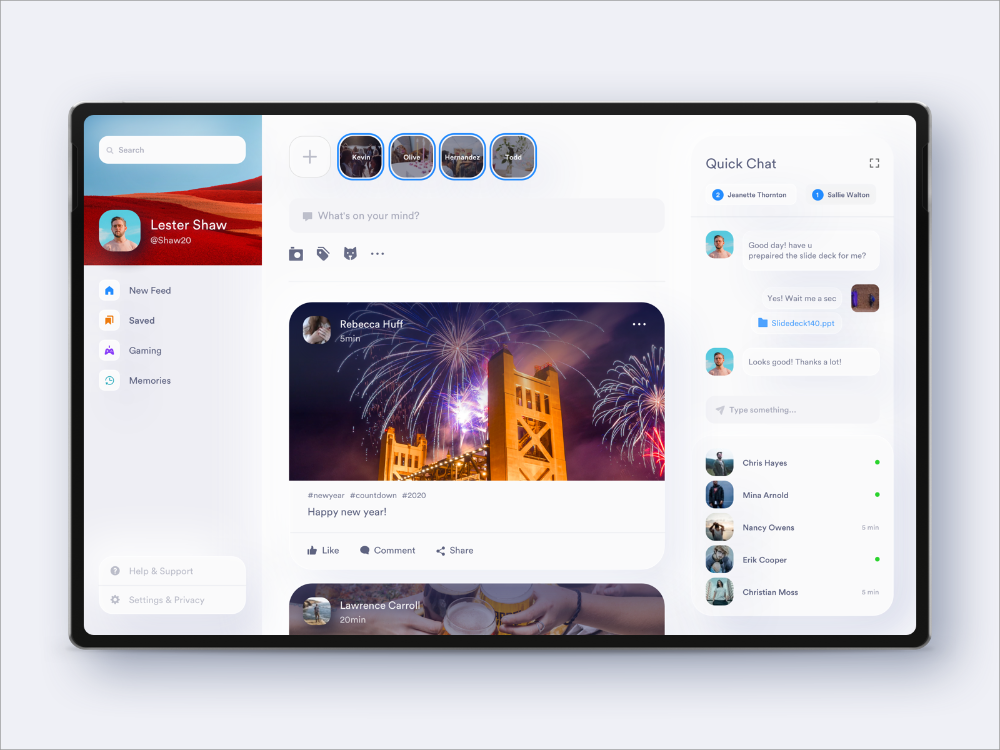 Search
Lester Shaw
@Shaw20
New Feed
Saved
Gaming
Memories
Help & Support
Settings & Privacy
Kevin
Olive
Hernandez
Todd
What's on your mind?
Rebecca Huff
5min
#newyear #countdown #2020
Happy new year!
Like
Comment
Share
Lawrence Carroll
20min
Quick Chat
2 Jeanette Thornton
1 Sallie Walton
Good day! have u
prepaired the slide deck for me?
Yes! Wait me a sec
Slidedeck140.ppt
Looks good! Thanks a lot!
Type something...
Chris Hayes
Mina Arnold
Nancy Owens 5 min
Erik Cooper
Christian Moss 5 min